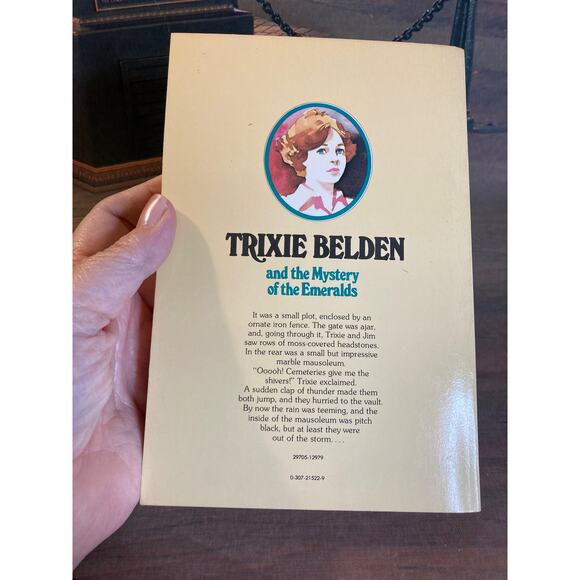 TRIXIE BELDEN
and the Mystery
of the Emeralds
It was a small plot, enclosed by an
ornate iron fence. The gate was ajar,
and, going through it, Trixie and Jim
saw rows of moss-covered headstones.
In the rear was a small but impressive
marble mausoleum.
"Ooooh! Cemeteries give me the
shivers!" Trixie exclaimed.
A sudden clap of thunder made them
both jump, and they hurried to the vault.
By now the rain was teeming, and the
inside of the mausoleum was pitch
black, but at least they were
out of the storm. . . .
29705-12979
0-307-21522-9